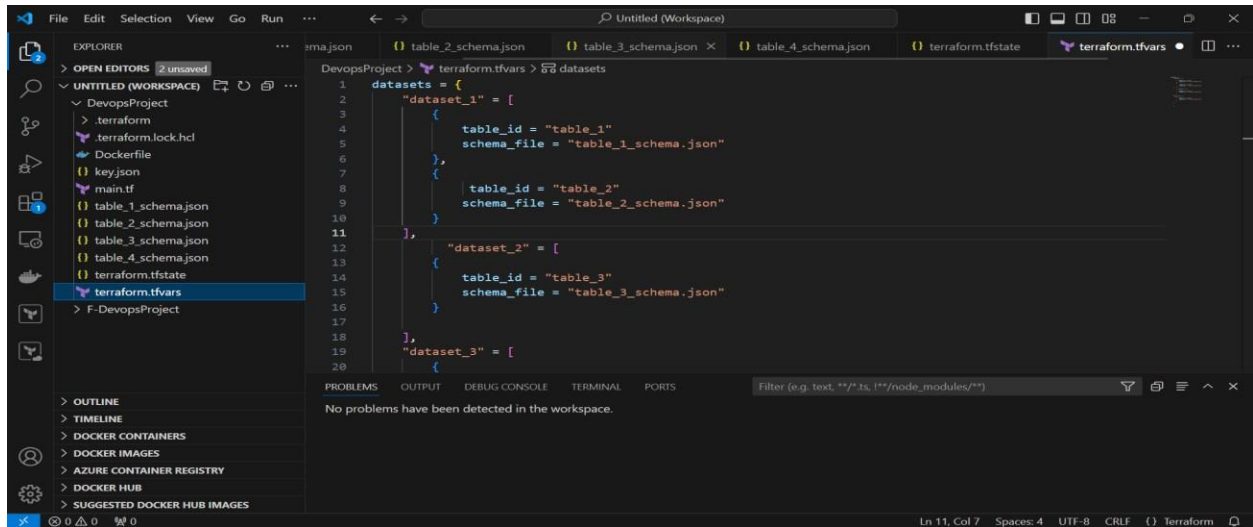 File Edit Selection View Go Run ··· Untitled (Workspace)
EXPLORER
ema.json table_2_schema.json table_3_schema.json table_4_schema.json terraform.tfstate terraform.tfvars
> OPEN EDITORS 2 unsaved
UNTITLED (WORKSPACE)
DevopsProject
> .terraform
.terraform.lock.hcl
Dockerfile
{} key.json
main.tf
{} table_1_schema.json
{} table_2_schema.json
{} table_3_schema.json
{} table_4_schema.json
{} terraform.tfstate
terraform.tfvars
> F-DevopsProject
> OUTLINE
> TIMELINE
> DOCKER CONTAINERS
> DOCKER IMAGES
> AZURE CONTAINER REGISTRY
> DOCKER HUB
> SUGGESTED DOCKER HUB IMAGES
2
1
DevopsProject > terraform.tfvars > datasets
1 datasets = {
2 "dataset_1" = [
3 {
4 table_id = "table_1"
5 schema_file = "table_1_schema.json"
6 },
7 {
8 table_id = "table_2"
9 schema_file = "table_2_schema.json"
10 }
11 ],
12 "dataset_2" = [
13 {
14 table_id = "table_3"
15 schema_file = "table_3_schema.json"
16 }
17
18 ],
19 "dataset_3" = [
20 {
PROBLEMS OUTPUT DEBUG CONSOLE TERMINAL PORTS Filter (e.g. text, **/*.ts, !**/node_modules/**)
No problems have been detected in the workspace.
0 0 0 Ln 11, Col 7 Spaces: 4 UTF-8 CRLF {} Terraform